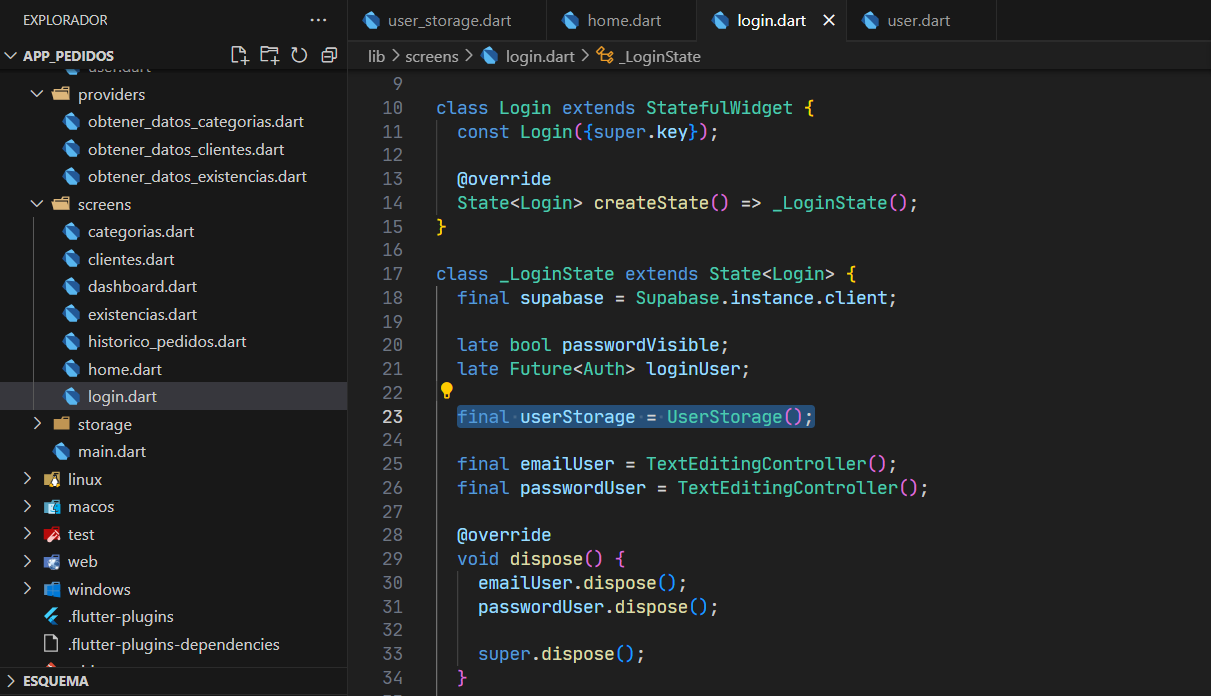 EXPLORADOR
APP_PEDIDOS
user.dart
providers
obtener_datos_categorias.dart
obtener_datos_clientes.dart
obtener_datos_existencias.dart
screens
categorias.dart
clientes.dart
dashboard.dart
existencias.dart
historico_pedidos.dart
home.dart
login.dart
storage
main.dart
linux
macos
test
web
windows
.flutter-plugins
.flutter-plugins-dependencies
ESQUEMA
user_storage.dart home.dart login.dart user.dart
lib > screens > login.dart > _LoginState
9
10 class Login extends StatefulWidget {
11 const Login({super.key});
12
13 @override
14 State<Login> createState() => _LoginState();
15 }
16
17 class _LoginState extends State<Login> {
18 final supabase = Supabase.instance.client;
19
20 late bool passwordVisible;
21 late Future<Auth> loginUser;
22
23 final userStorage = UserStorage();
24
25 final emailUser = TextEditingController();
26 final passwordUser = TextEditingController();
27
28 @override
29 void dispose() {
30 emailUser.dispose();
31 passwordUser.dispose();
32
33 super.dispose();
34 }